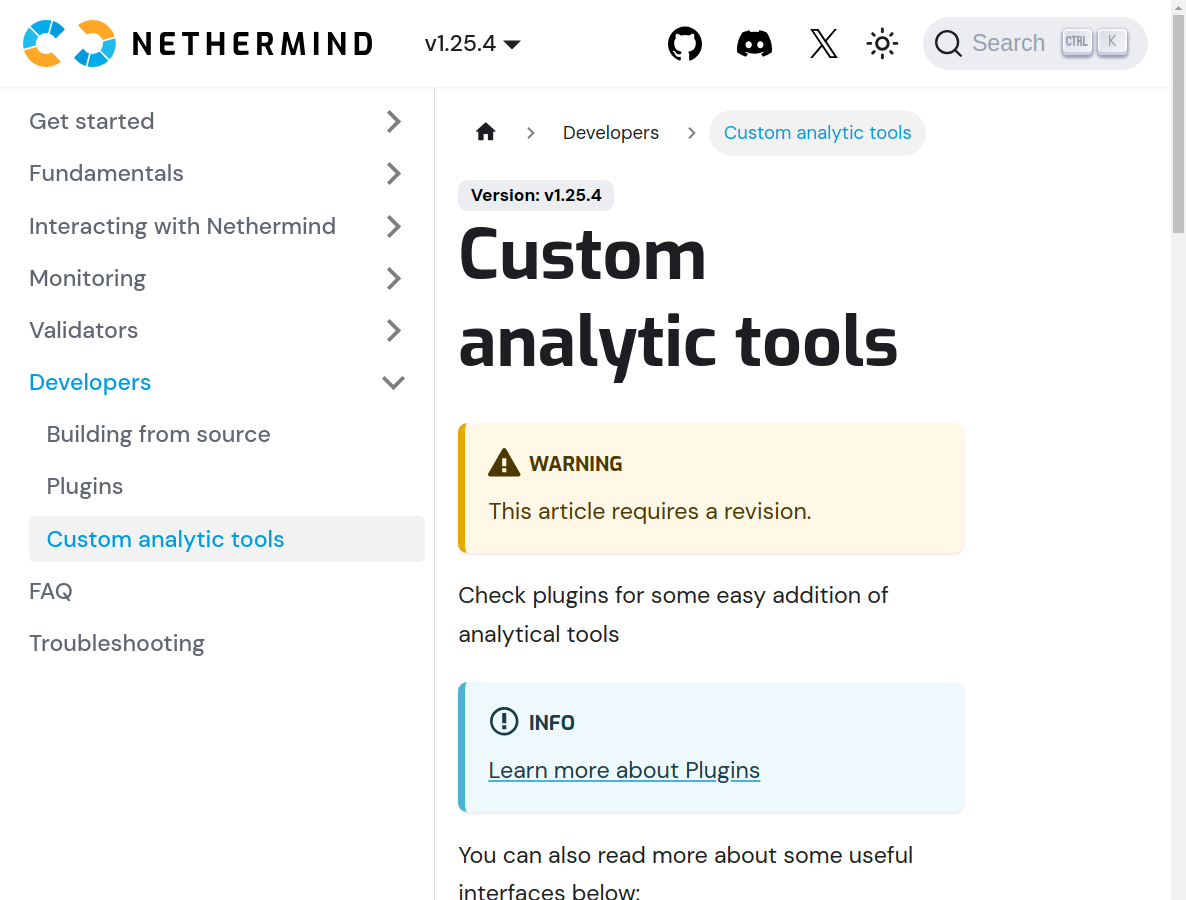 NETHERMIND
v1.25.4
Search
CTRL K
Get started
Fundamentals
Interacting with Nethermind
Monitoring
Validators
Developers
Building from source
Plugins
Custom analytic tools
FAQ
Troubleshooting
Developers
Custom analytic tools
Version: v1.25.4
Custom
analytic tools
WARNING
This article requires a revision.
Check plugins for some easy addition of
analytical tools
INFO
Learn more about Plugins
You can also read more about some useful
interfaces below: